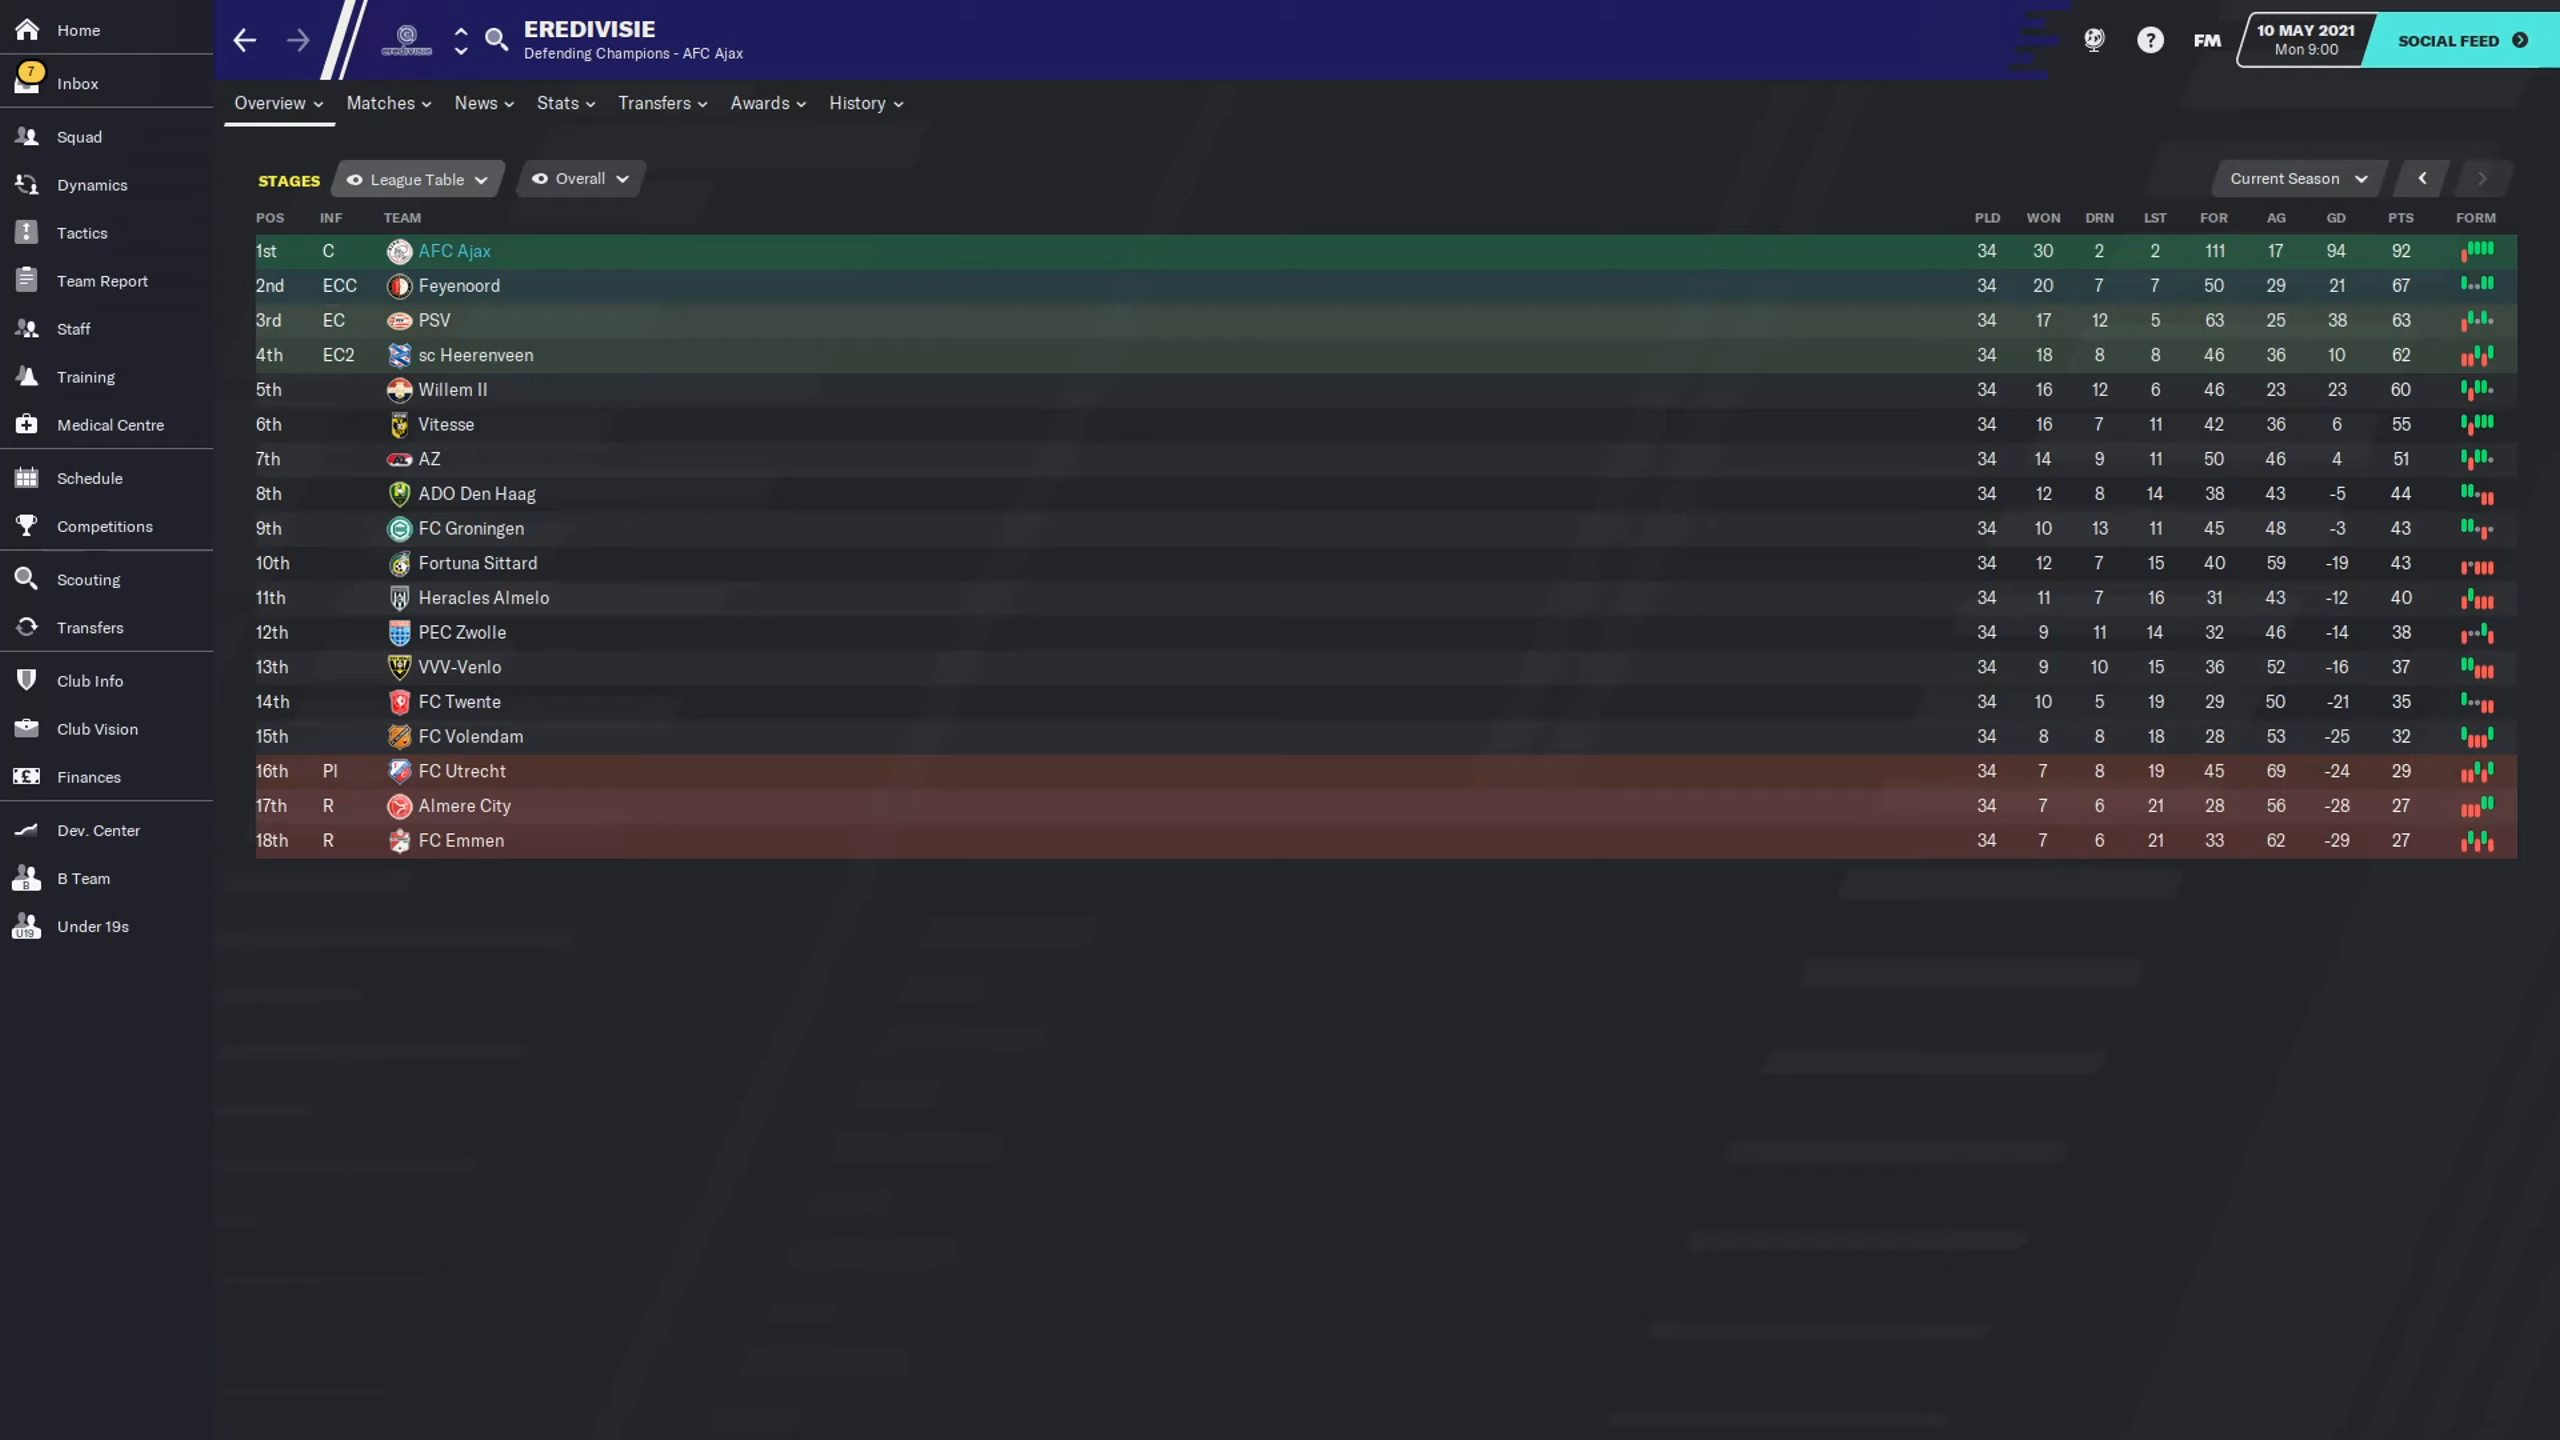 Home
7
Inbox
Squad
Dynamics
Tactics
Team Report
Staff
Training
Medical Centre
Schedule
Competitions
Scouting
Transfers
Club Info
Club Vision
Finances
Dev. Center
B
B Team
U19
Under 19s
eredivisie
EREDIVISIE
Defending Champions - AFC Ajax
?
FM
10 MAY 2021
Mon 9:00
SOCIAL FEED
Overview Matches News Stats Transfers Awards History
STAGES League Table Overall Current Season
POS INF TEAM PLD WON DRN LST FOR AG GD PTS FORM
1st C AFC Ajax 34 30 2 2 111 17 94 92
2nd ECC Feyenoord 34 20 7 7 50 29 21 67
3rd EC PSV 34 17 12 5 63 25 38 63
4th EC2 sc Heerenveen 34 18 8 8 46 36 10 62
5th Willem II 34 16 12 6 46 23 23 60
6th Vitesse 34 16 7 11 42 36 6 55
7th AZ 34 14 9 11 50 46 4 51
8th ADO Den Haag 34 12 8 14 38 43 -5 44
9th FC Groningen 34 10 13 11 45 48 -3 43
10th Fortuna Sittard 34 12 7 15 40 59 -19 43
11th Heracles Almelo 34 11 7 16 31 43 -12 40
12th PEC Zwolle 34 9 11 14 32 46 -14 38
13th VVV-Venlo 34 9 10 15 36 52 -16 37
14th FC Twente 34 10 5 19 29 50 -21 35
15th FC Volendam 34 8 8 18 28 53 -25 32
16th Pl FC Utrecht 34 7 8 19 45 69 -24 29
17th R Almere City 34 7 6 21 28 56 -28 27
18th R FC Emmen 34 7 6 21 33 62 -29 27